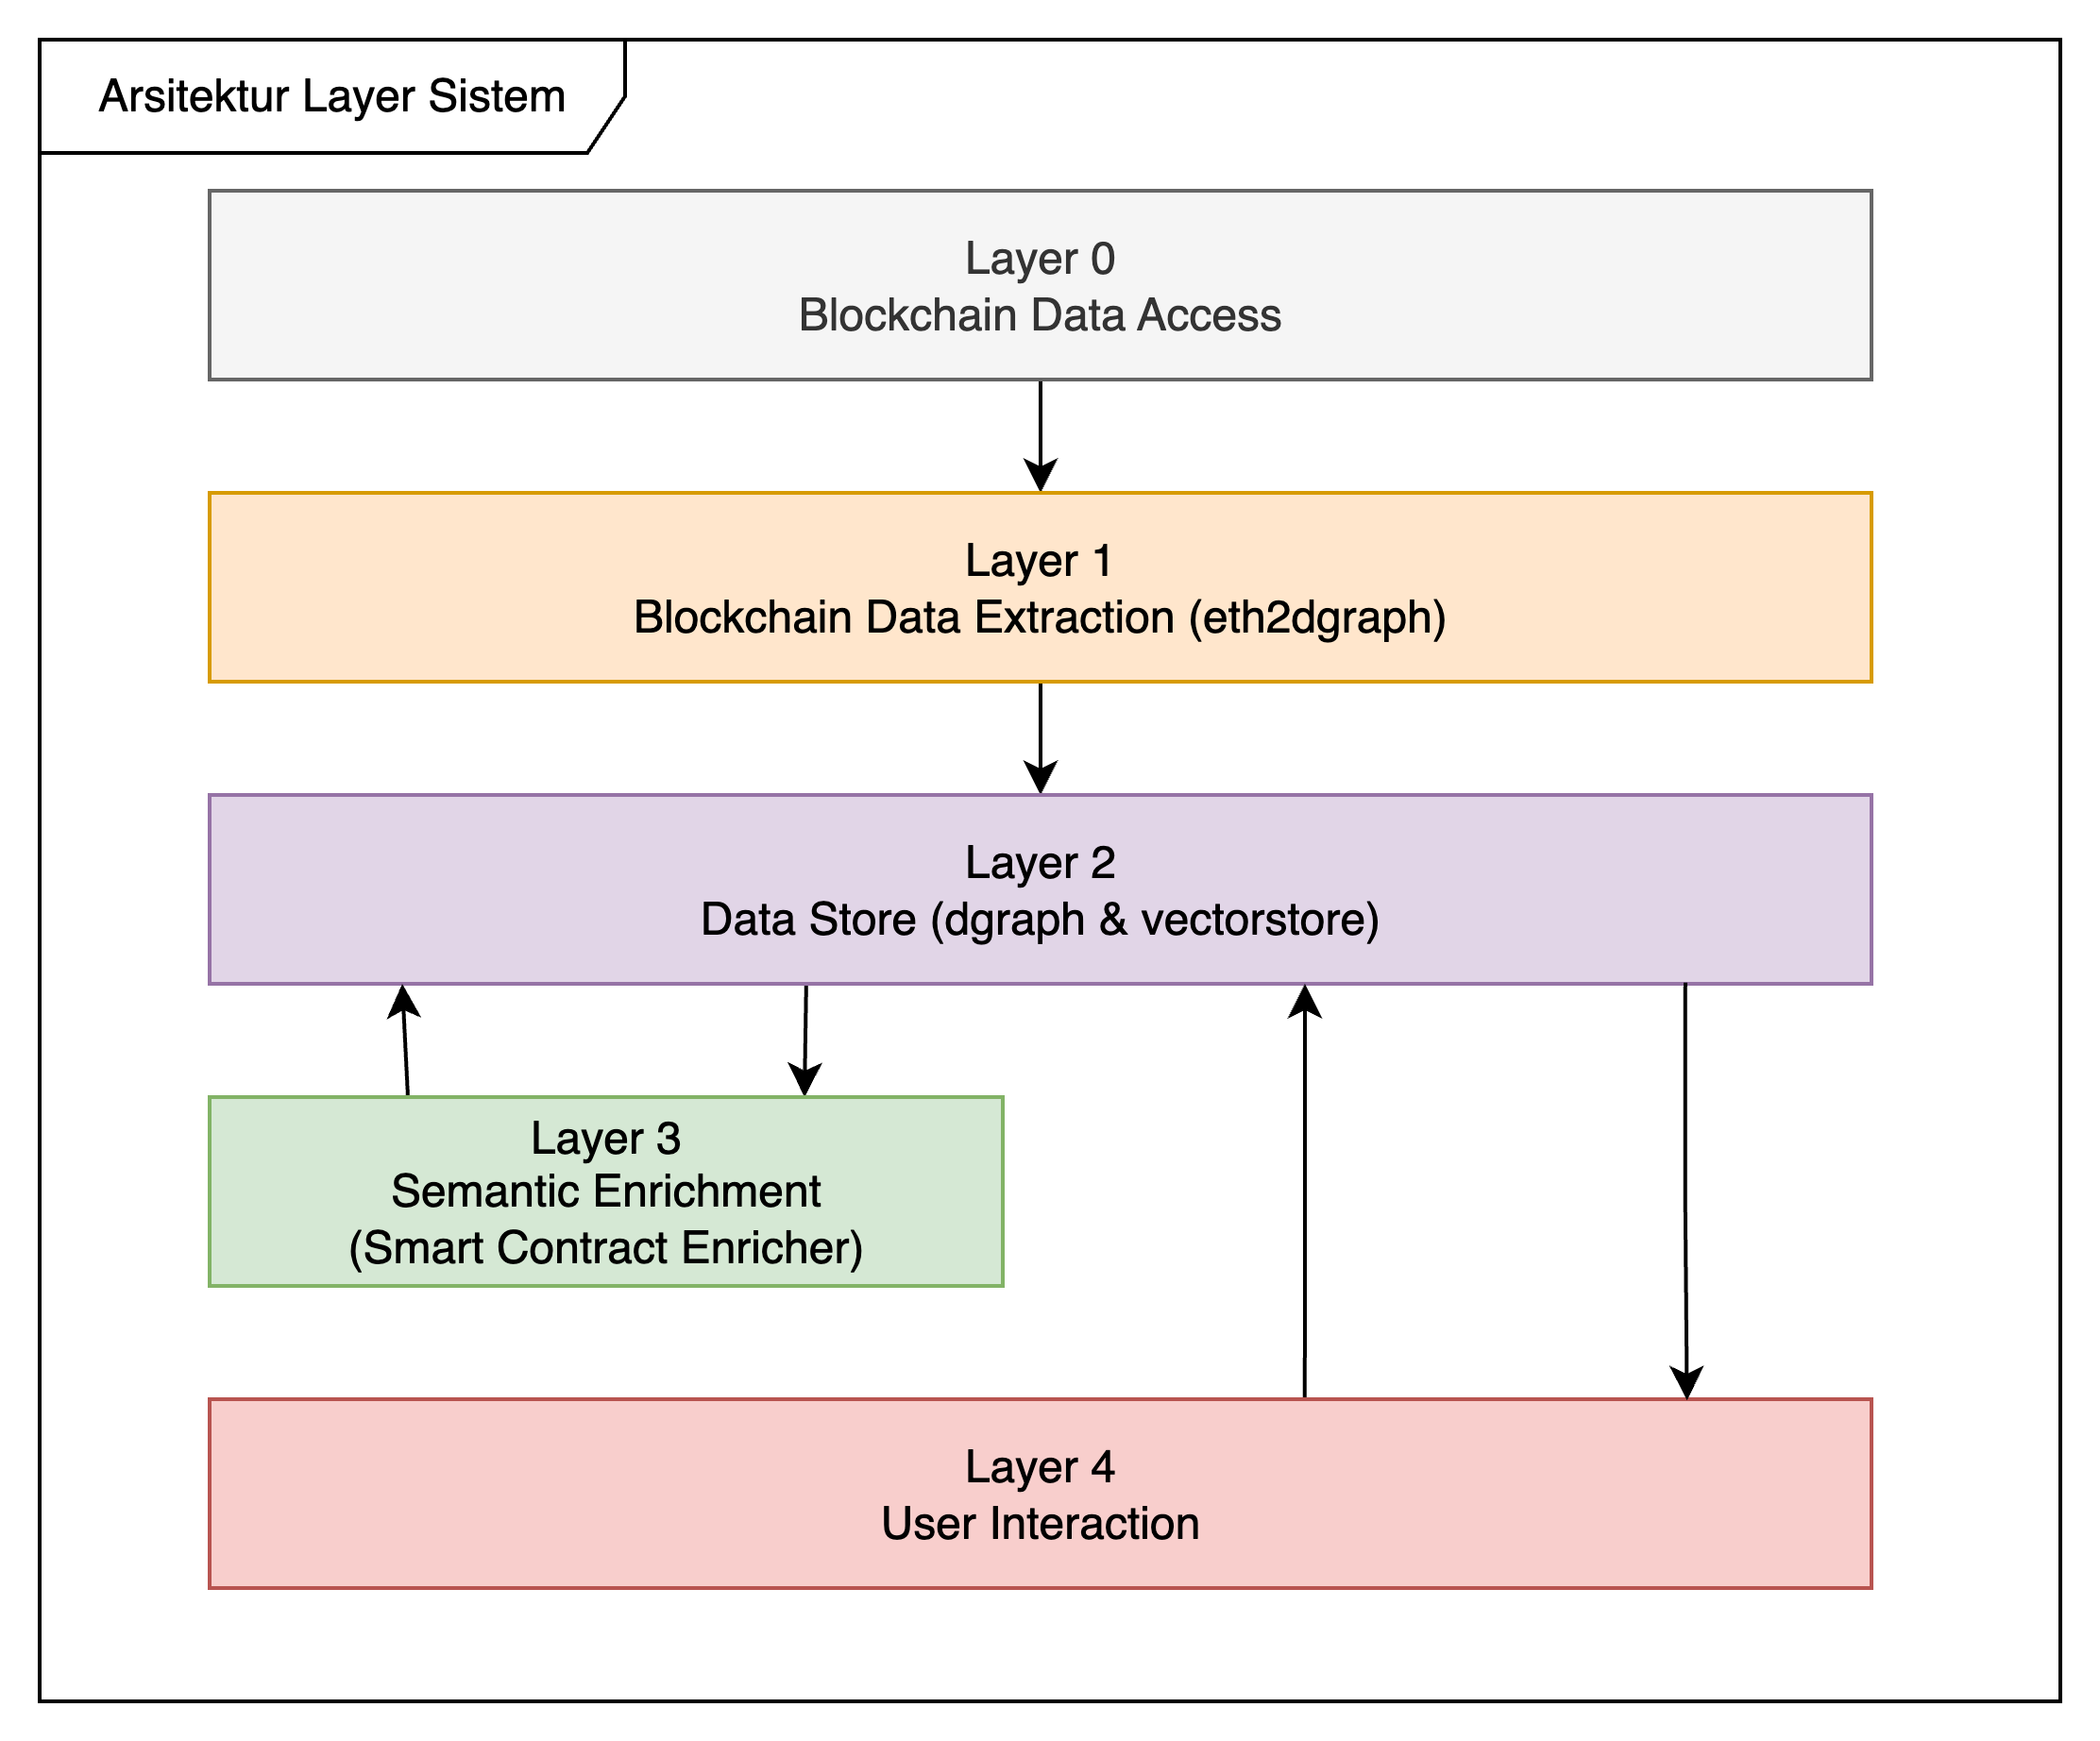 Arsitektur Layer Sistem
Layer 0
Blockchain Data Access
Layer 1
Blockchain Data Extraction (eth2dgraph)
Layer 2
Data Store (dgraph & vectorstore)
Layer 3
Semantic Enrichment
(Smart Contract Enricher)
Layer 4
User Interaction